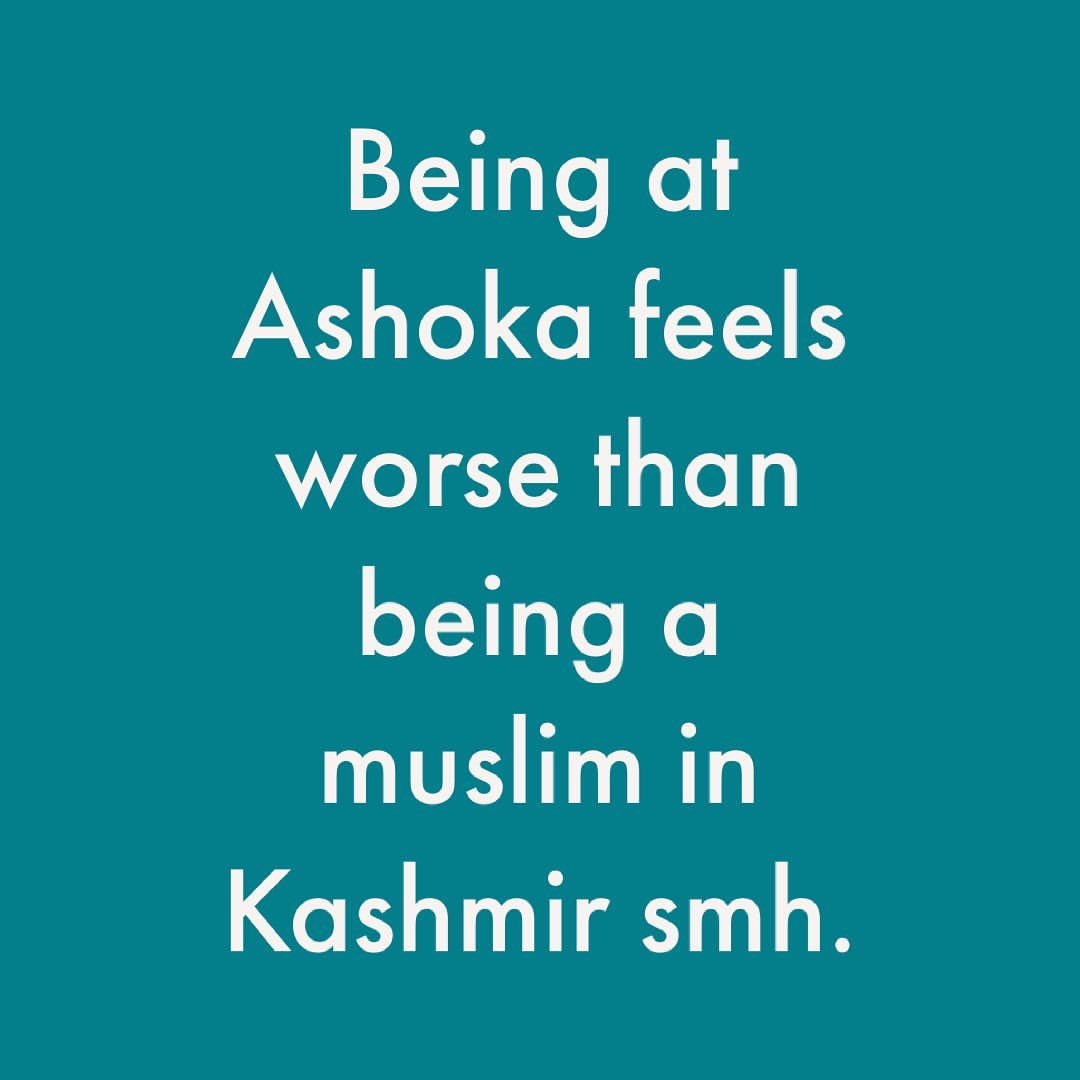 Being at
Ashoka feels
worse than
being a
muslim in
Kashmir smh.